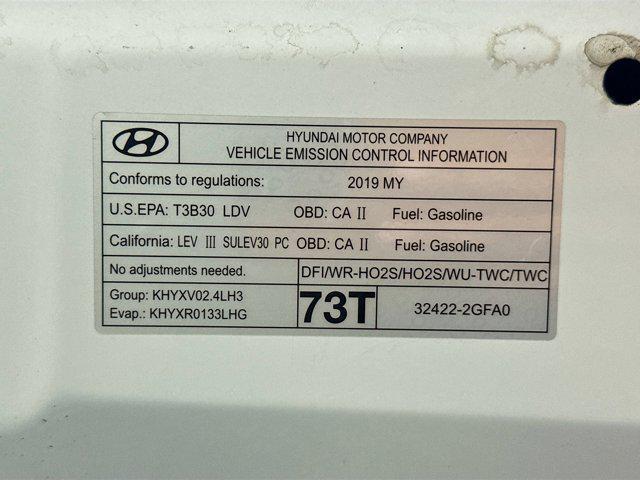 HYUNDAI MOTOR COMPANY
VEHICLE EMISSION CONTROL INFORMATION
Conforms to regulations: 2019 MY
U.S.EPA: T3B30 LDV OBD: CA II Fuel: Gasoline
California: LEV III SULEV30 PC OBD: CA II Fuel: Gasoline
No adjustments needed. DFI/WR-HO2S/HO2S/WU-TWC/TWC
Group: KHYXV02.4LH3
Evap.: KHYXR0133LHG
73T
32422-2GFA0